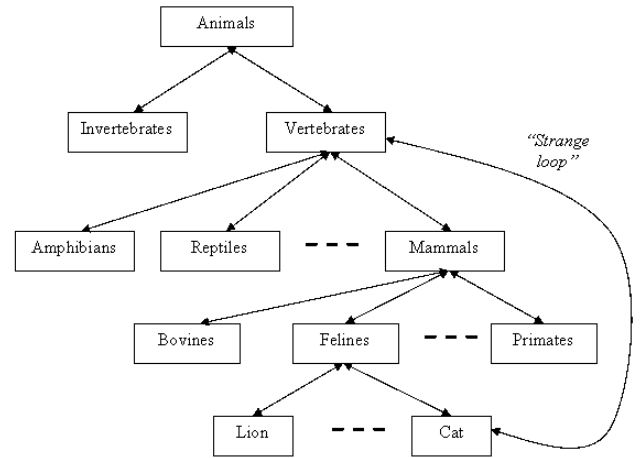 Animals
Invertebrates
Vertebrates
“Strange
loop”
Amphibians
Reptiles
Mammals
Bovines
Felines
Primates
Lion
Cat